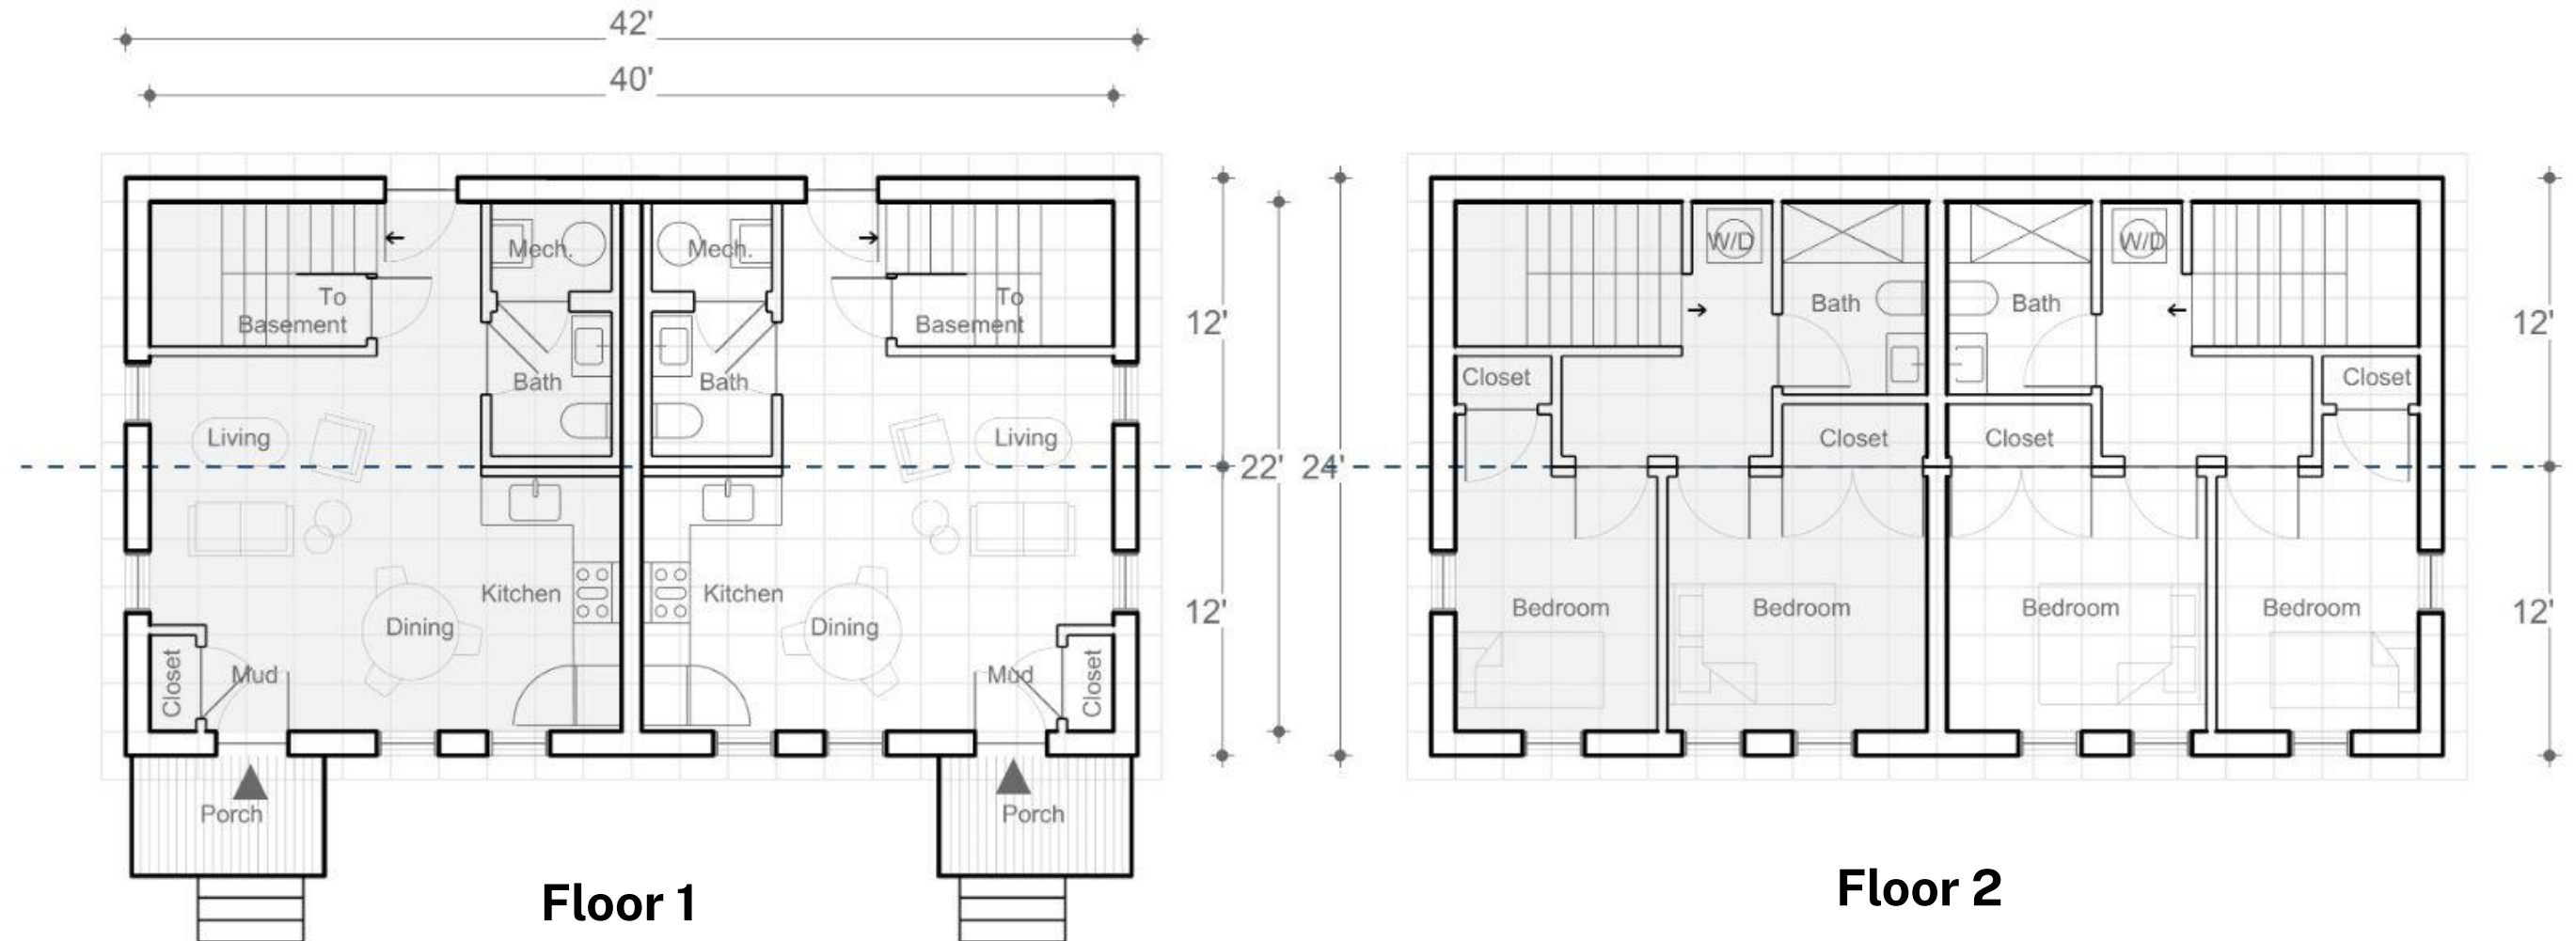 42'
40'
Mech.
Mech.
To
Basement
To
Basement
Bath
Bath
Living
Living
Kitchen
Kitchen
Dining
Dining
Mud
Mud
Closet
Closet
Porch
Porch
Floor 1
12'
22'
24'
12'
W/D
W/D
Bath
Bath
Closet
Closet
Closet
Closet
Bedroom
Bedroom
Bedroom
Bedroom
12'
12'
Floor 2